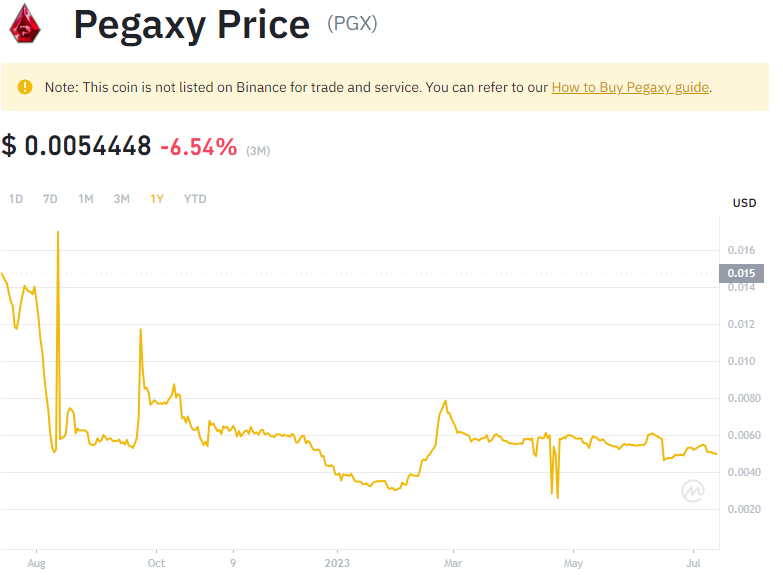 Pegaxy Price (PGX)
Note: This coin is not listed on Binance for trade and service. You can refer to our How to Buy Pegaxy guide.
$ 0.0054448 -6.54% (3M)
1D 7D 1M 3M 1Y YTD
USD
0.016
0.015
0.014
0.012
0.010
0.0080
0.0060
0.0040
0.0020
Aug Oct 9 2023 Mar May Jul